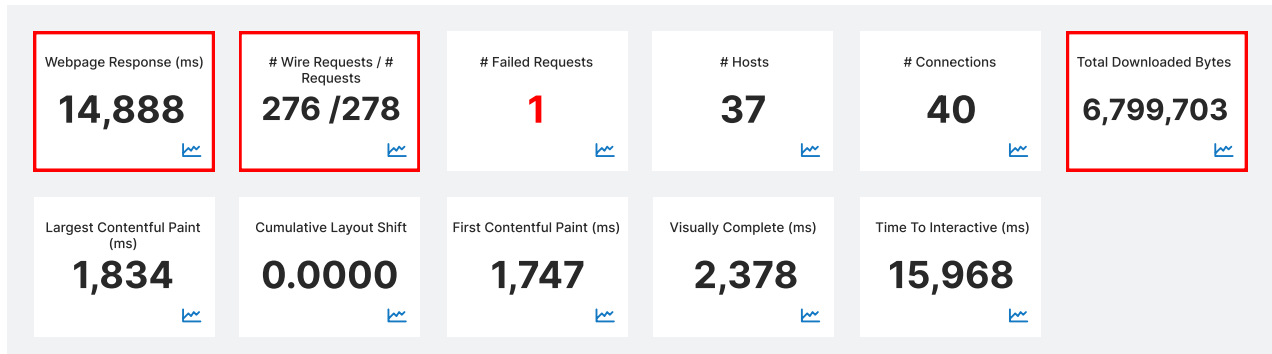 Webpage Response (ms)
14,888
# Wire Requests / #
Requests
276 /278
# Failed Requests
1
# Hosts
37
# Connections
40
Total Downloaded Bytes
6,799,703
Largest Contentful Paint
(ms)
1,834
Cumulative Layout Shift
0.0000
First Contentful Paint (ms)
1,747
Visually Complete (ms)
2,378
Time To Interactive (ms)
15,968